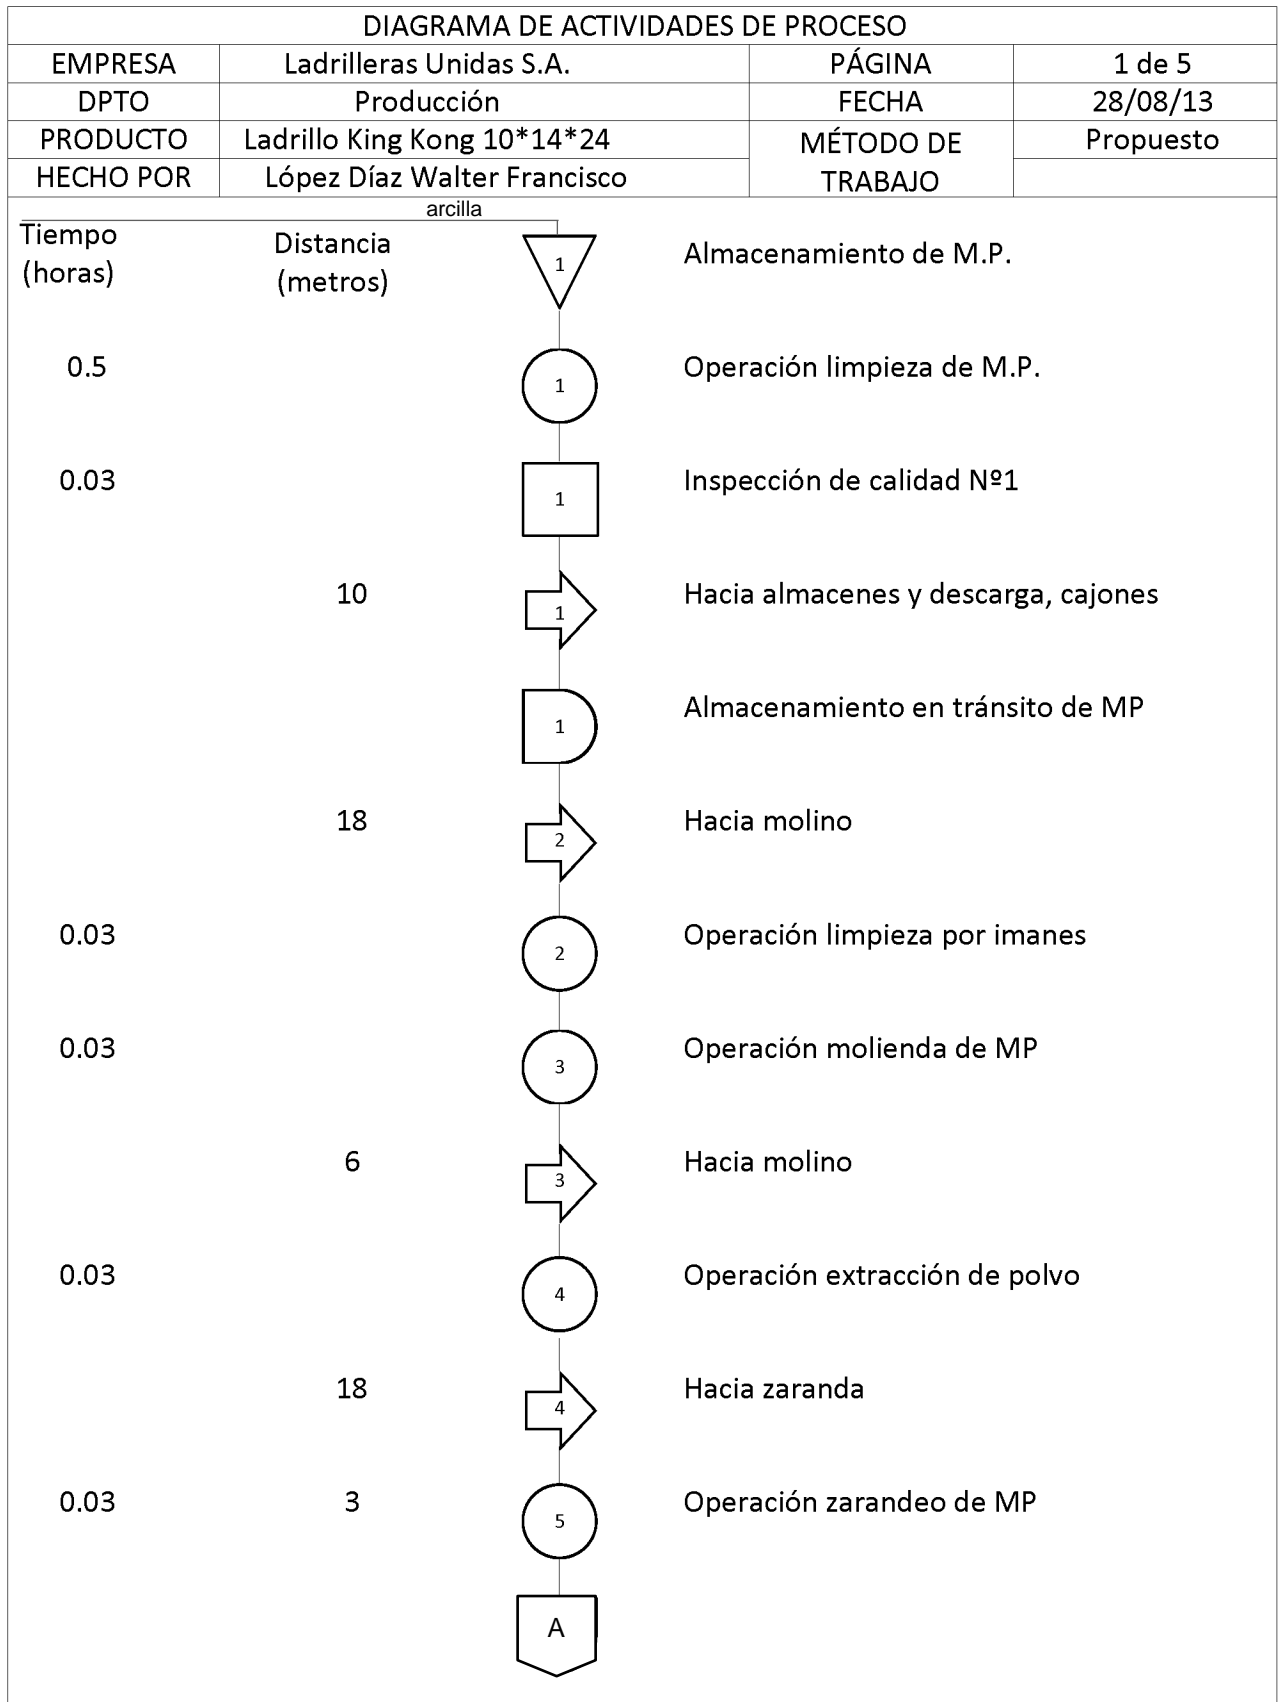 DIAGRAMA DE ACTIVIDADES DE PROCESO
EMPRESA Ladrilleras Unidas S.A. PÁGINA 1 de 5
DPTO Producción FECHA 28/08/13
PRODUCTO Ladrillo King Kong 10*14*24 MÉTODO DE TRABAJO Propuesto
HECHO POR López Díaz Walter Francisco
arcilla
Tiempo (horas) Distancia (metros) 1 Almacenamiento de M.P.
0.5 1 Operación limpieza de M.P.
0.03 1 Inspección de calidad Nº1
10 1 Hacia almacenes y descarga, cajones
1 Almacenamiento en tránsito de MP
18 2 Hacia molino
0.03 2 Operación limpieza por imanes
0.03 3 Operación molienda de MP
6 3 Hacia molino
0.03 4 Operación extracción de polvo
18 4 Hacia zaranda
0.03 3 5 Operación zarandeo de MP
A